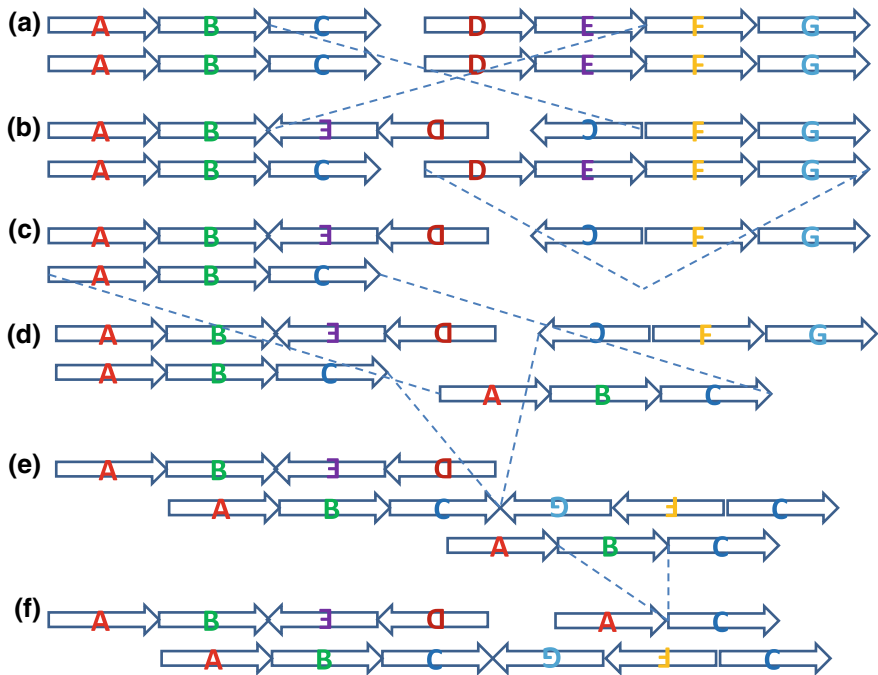 (a) A B C D E F G
A B C D E F G
(b) A B E D C F G
A B C D E F G
(c) A B E D C F G
A B C
(d) A B E D C F G
A B C
A B C
(e) A B E D
A B C G F C
A B C
(f) A B E D A C
A B C G F C